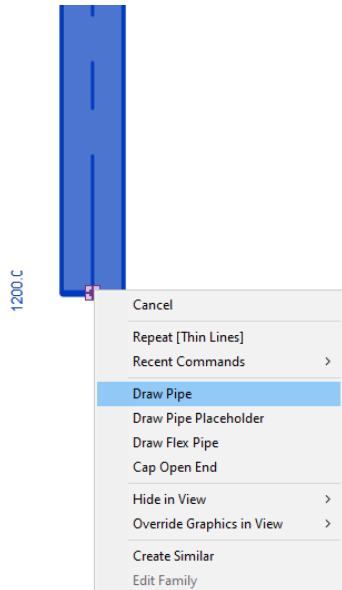 1200.0
Cancel
Repeat [Thin Lines]
Recent Commands
Draw Pipe
Draw Pipe Placeholder
Draw Flex Pipe
Cap Open End
Hide in View
Override Graphics in View
Create Similar
Edit Family